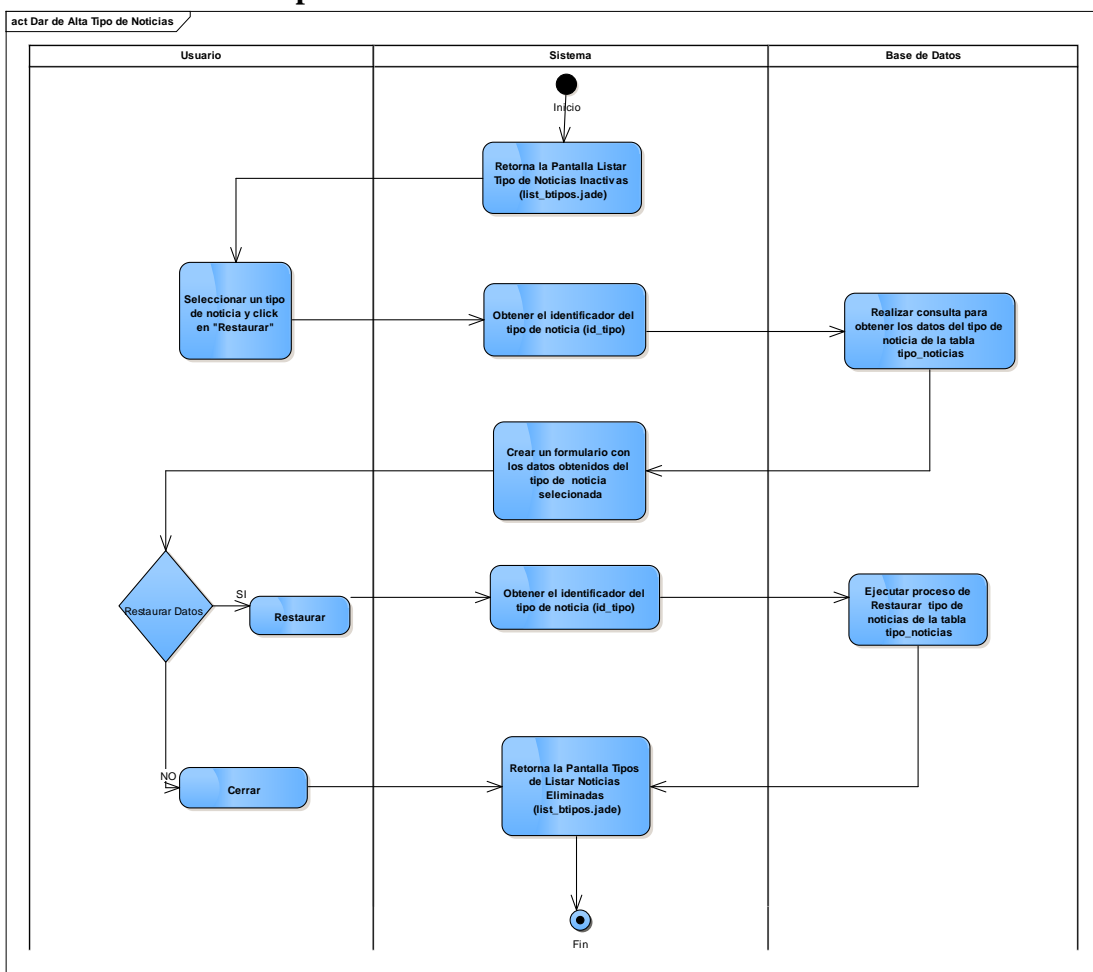 act Dar de Alta Tipo de Noticias
Usuario
Sistema
Base de Datos
Inicio
Retorna la Pantalla Listar
Tipo de Noticias Inactivas
(list_btipos.jade)
Seleccionar un tipo
de noticia y click
en "Restaurar"
Obtener el identificador del
tipo de noticia (id_tipo)
Realizar consulta para
obtener los datos del tipo de
noticia de la tabla
tipo_noticias
Crear un formulario con
los datos obtenidos del
tipo de noticia
selecionada
Restaurar Datos
SI
Restaurar
Obtener el identificador del
tipo de noticia (id_tipo)
Ejecutar proceso de
Restaurar tipo de
noticias de la tabla
tipo_noticias
NO
Cerrar
Retorna la Pantalla Tipos
de Listar Noticias
Eliminadas
(list_btipos.jade)
Fin